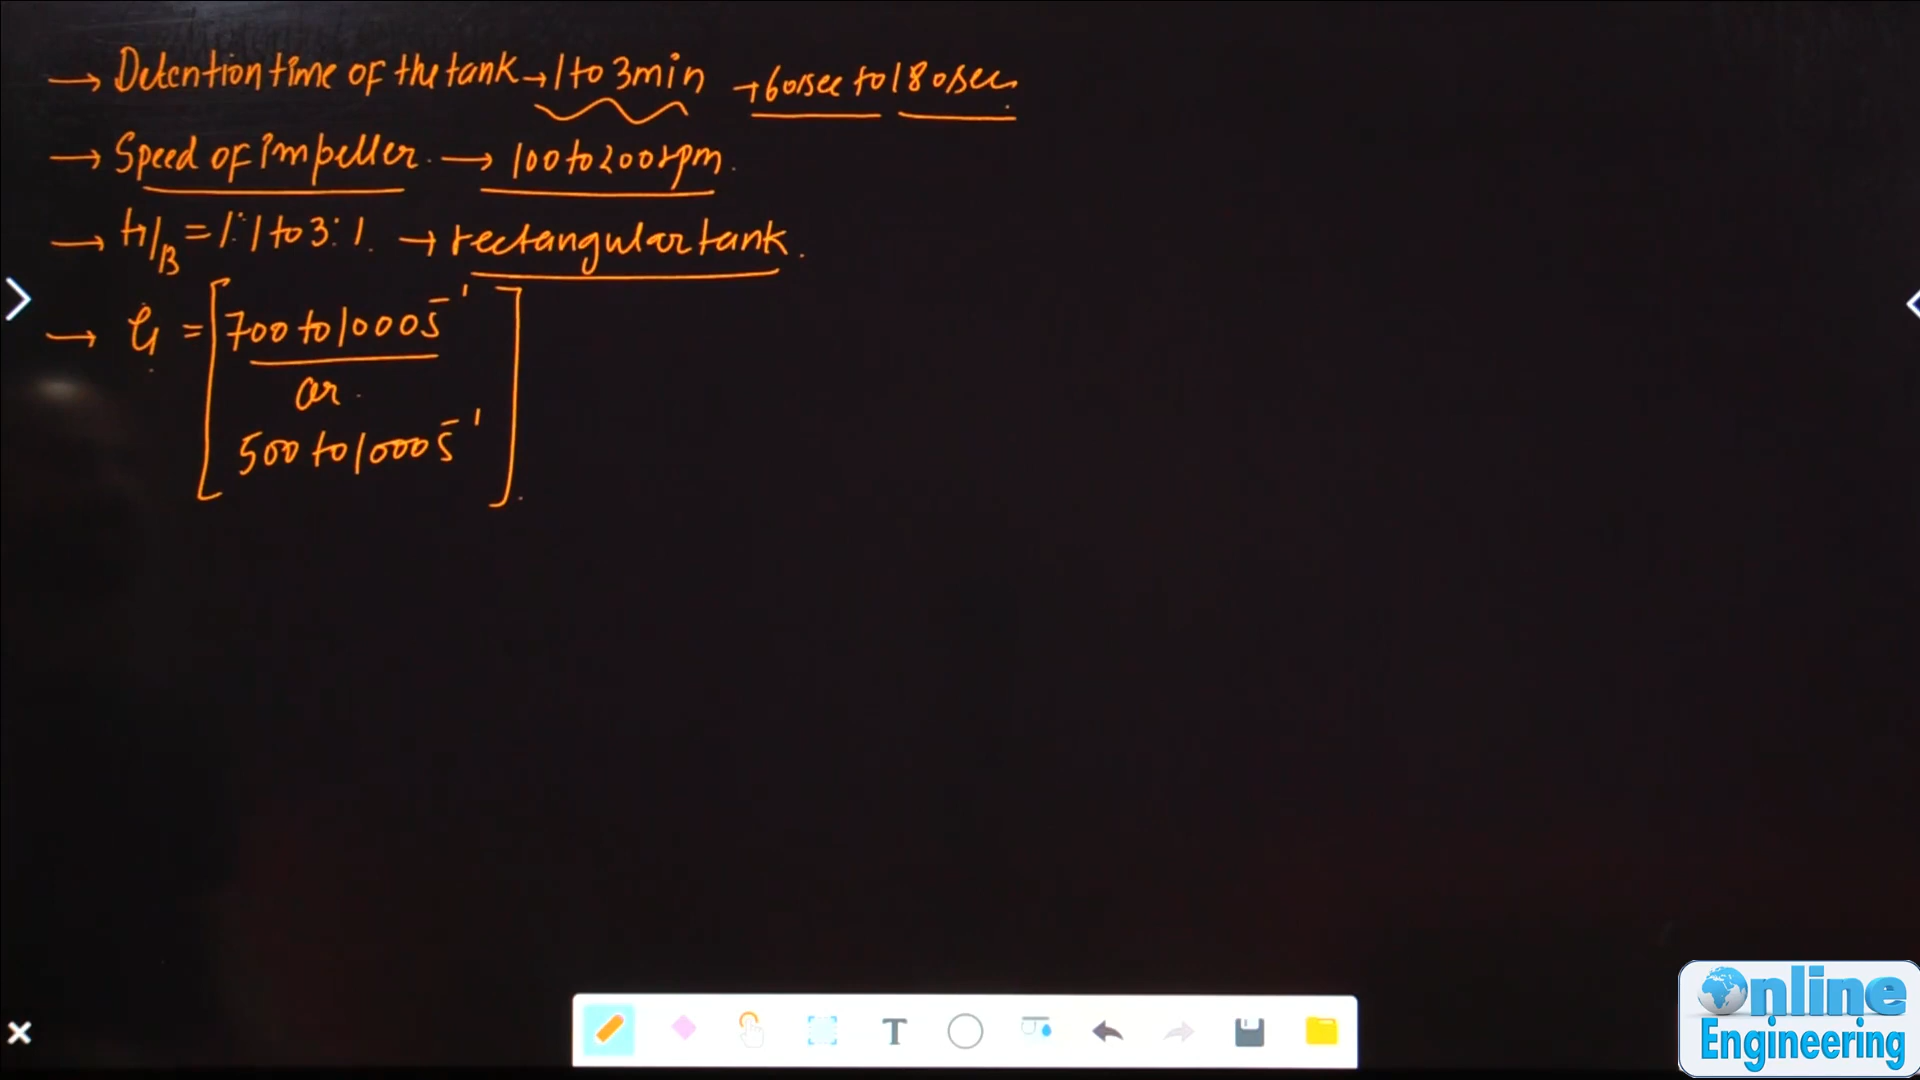 → Detention time of the tank → 1 to 3 min → 60 sec to 180 sec.
→ Speed of impeller. → 100 to 200 rpm.
→ H/B = 1:1 to 3:1. → rectangular tank.
→ G = [700 to 1000 s⁻¹
or.
500 to 1000 s⁻¹].
T
Online
Engineering